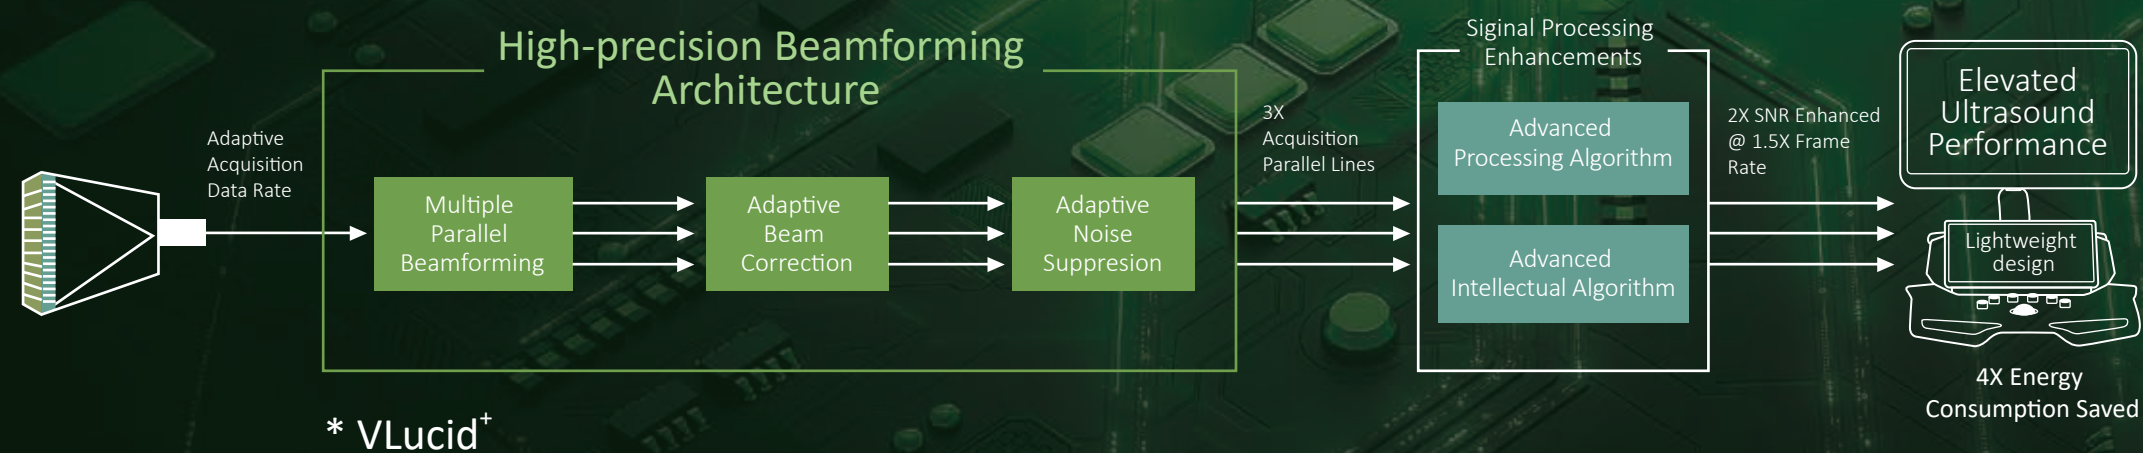 High-precision Beamforming
Architecture
Adaptive
Acquisition
Data Rate
Multiple
Parallel
Beamforming
Adaptive
Beam
Correction
Adaptive
Noise
Suppresion
3X
Acquisition
Parallel Lines
Siginal Processing
Enhancements
Advanced
Processing Algorithm
Advanced
Intellectual Algorithm
2X SNR Enhanced
@ 1.5X Frame
Rate
Elevated
Ultrasound
Performance
Lightweight
design
4X Energy
Consumption Saved
* VLucid⁺